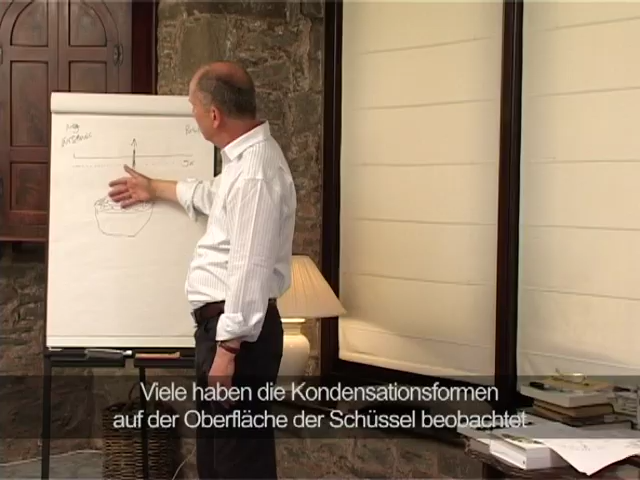 Viele haben die Kondensationsformen
auf der Oberfläche der Schüssel beobachtet